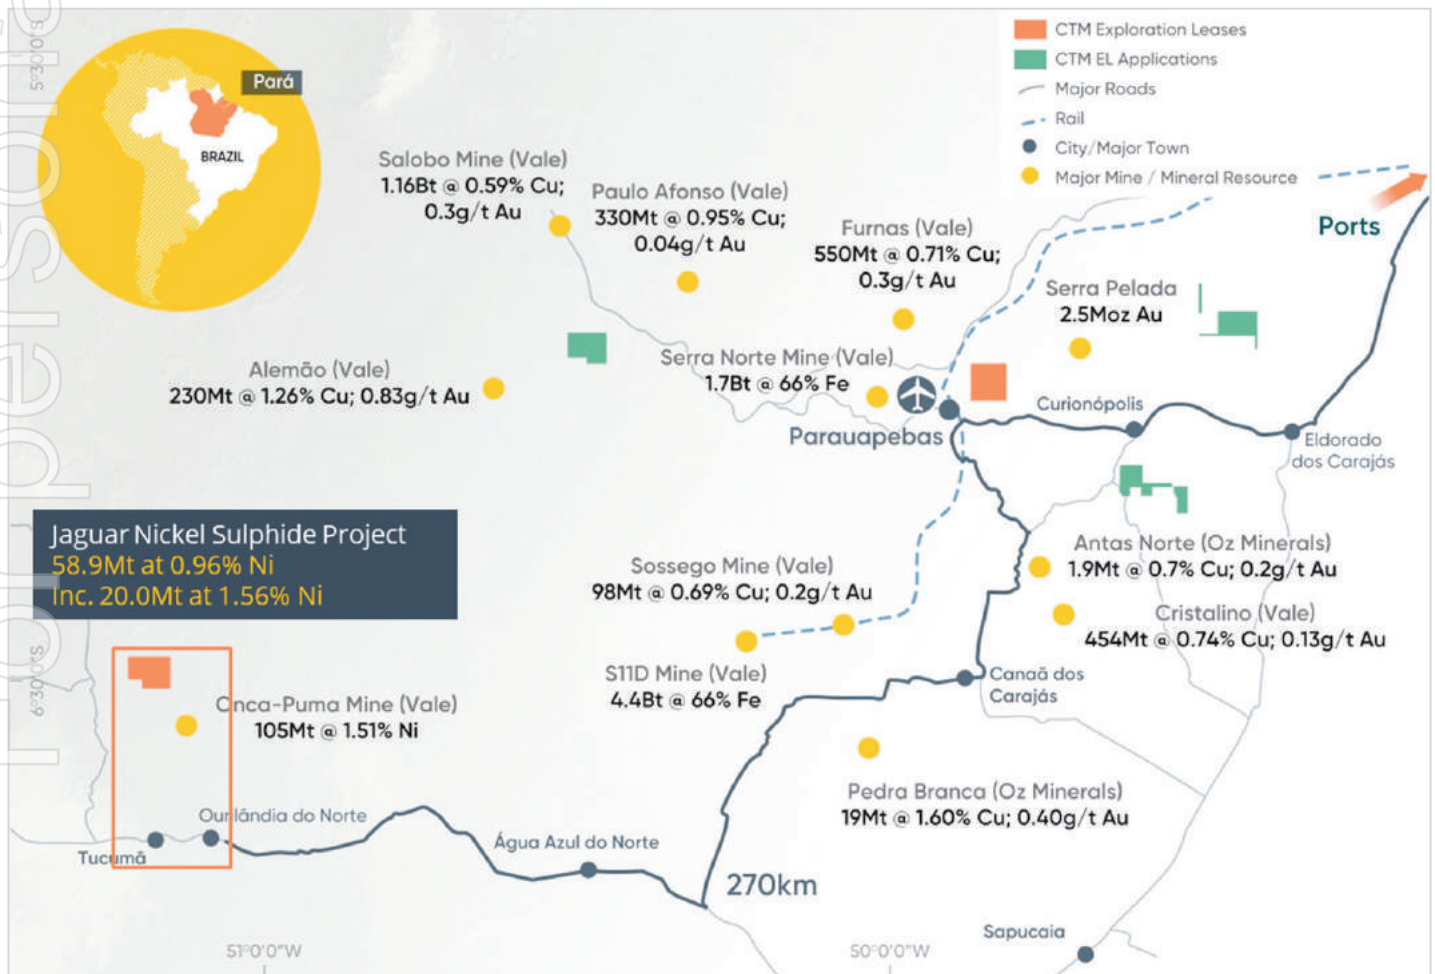 For personal
5°30'0"S
Pará
BRAZIL
CTM Exploration Leases
CTM EL Applications
Major Roads
Rail
City/Major Town
Major Mine / Mineral Resource
Ports
Salobo Mine (Vale)
1.16Bt @ 0.59% Cu;
0.3g/t Au
Paulo Afonso (Vale)
330Mt @ 0.95% Cu;
0.04g/t Au
Furnas (Vale)
550Mt @ 0.71% Cu;
0.3g/t Au
Serra Pelada
2.5Moz Au
Alemão (Vale)
230Mt @ 1.26% Cu; 0.83g/t Au
Serra Norte Mine (Vale)
1.7Bt @ 66% Fe
Parauapebas
Curionópolis
Eldorado
dos Carajás
Jaguar Nickel Sulphide Project
58.9Mt at 0.96% Ni
Inc. 20.0Mt at 1.56% Ni
Sossego Mine (Vale)
98Mt @ 0.69% Cu; 0.2g/t Au
Antas Norte (Oz Minerals)
1.9Mt @ 0.7% Cu; 0.2g/t Au
Cristalino (Vale)
454Mt @ 0.74% Cu; 0.13g/t Au
6°30'0"S
S11D Mine (Vale)
4.4Bt @ 66% Fe
Canaã dos
Carajás
Onca-Puma Mine (Vale)
105Mt @ 1.51% Ni
Pedra Branca (Oz Minerals)
19Mt @ 1.60% Cu; 0.40g/t Au
Ourilândia do Norte
Tucumã
Água Azul do Norte
270km
Sapucaia
51°0'0"W
50°0'0"W